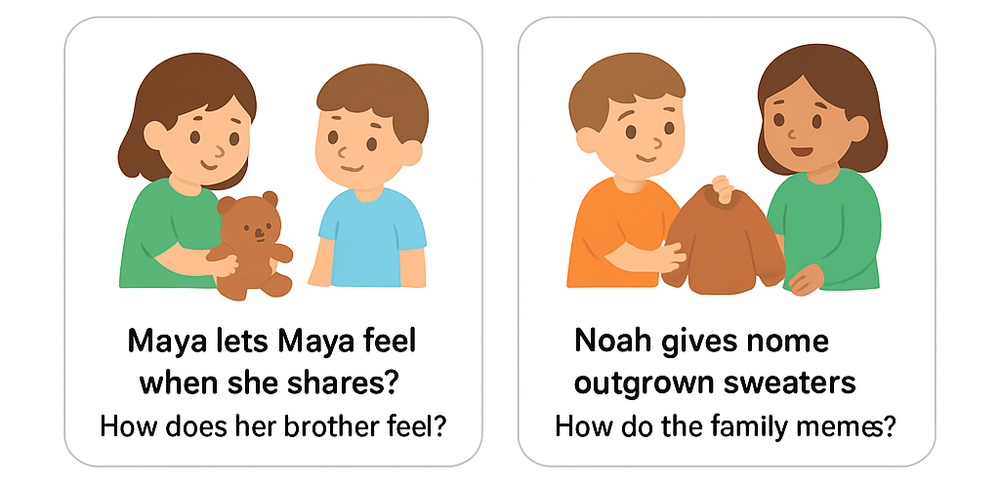 Maya lets Maya feel
when she shares?
How does her brother feel?
Noah gives nome
outgrown sweaters
How do the family memes?